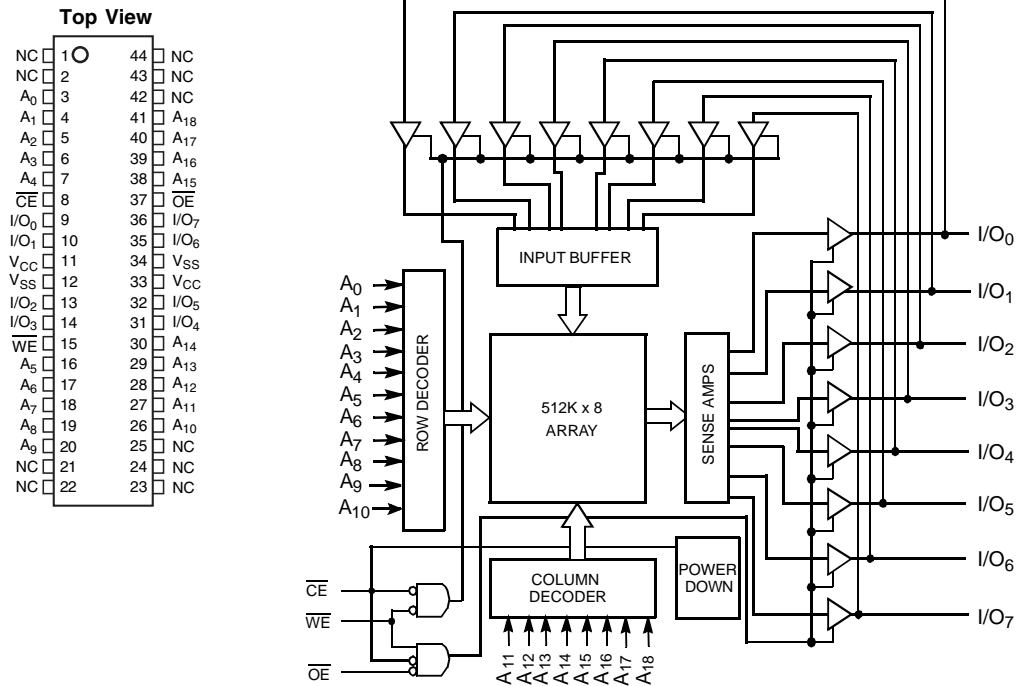 Top View
NC 1 44 NC
NC 2 43 NC
A0 3 42 NC
A1 4 41 A18
A2 5 40 A17
A3 6 39 A16
A4 7 38 A15
CE 8 37 OE
I/O0 9 36 I/O7
I/O1 10 35 I/O6
VCC 11 34 VSS
VSS 12 33 VCC
I/O2 13 32 I/O5
I/O3 14 31 I/O4
WE 15 30 A14
A5 16 29 A13
A6 17 28 A12
A7 18 27 A11
A8 19 26 A10
A9 20 25 NC
NC 21 24 NC
NC 22 23 NC
INPUT BUFFER
A0
A1
A2
A3
A4
A5
A6
A7
A8
A9
A10
ROW DECODER
512K x 8
ARRAY
SENSE AMPS
I/O0
I/O1
I/O2
I/O3
I/O4
I/O5
I/O6
I/O7
POWER
DOWN
COLUMN
DECODER
CE
WE
OE
A11
A12
A13
A14
A15
A16
A17
A18